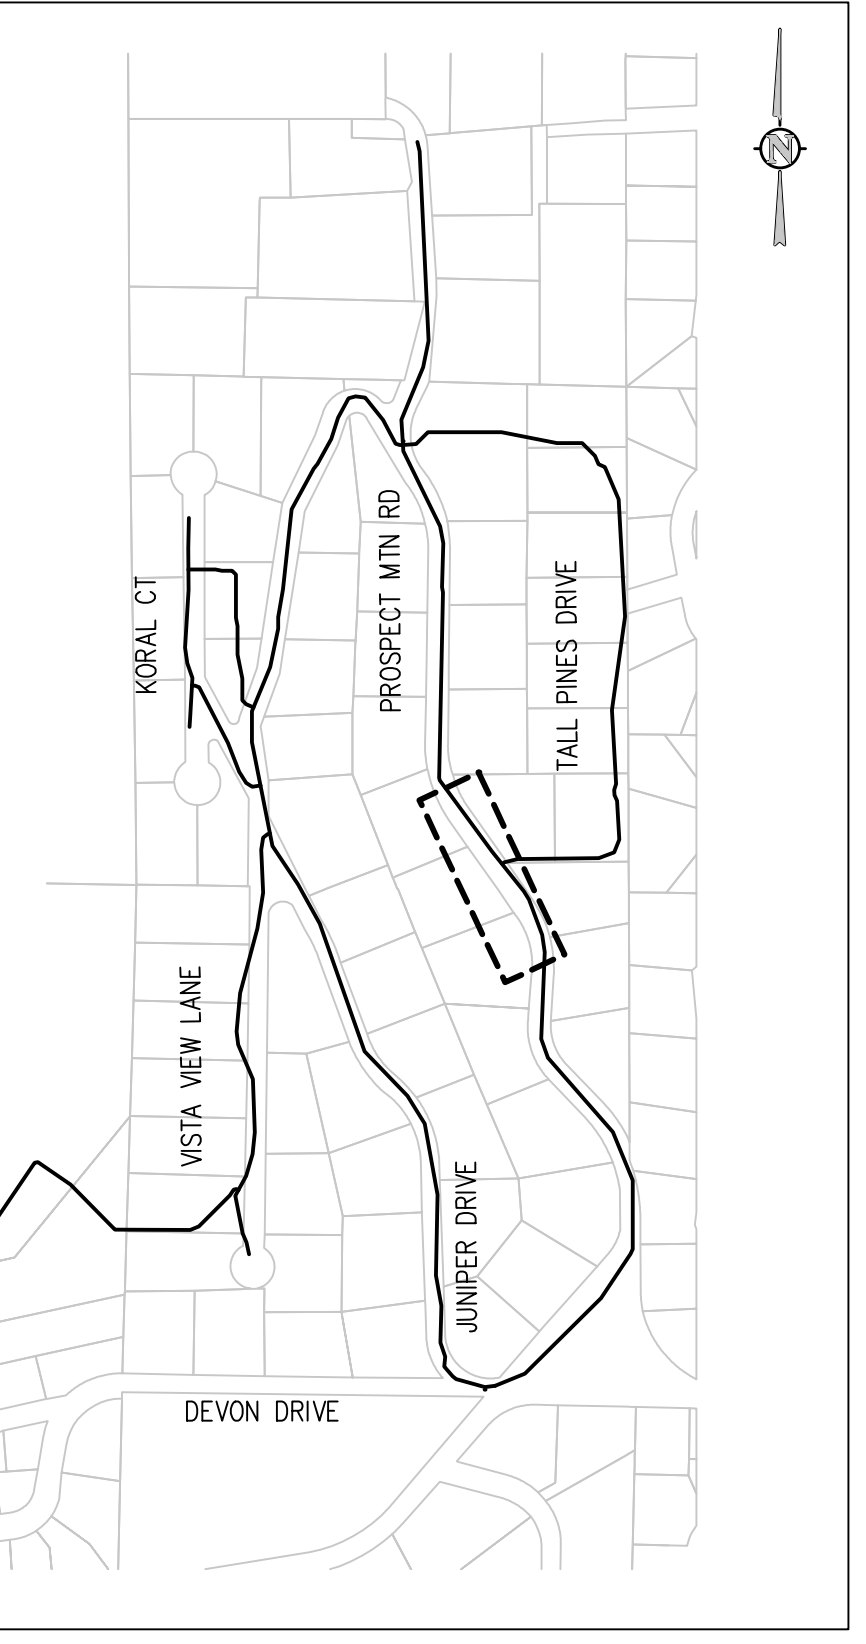 N
PROSPECT MTN RD
TALL PINES DRIVE
KORAL CT
VISTA VIEW LANE
JUNIPER DRIVE
DEVON DRIVE